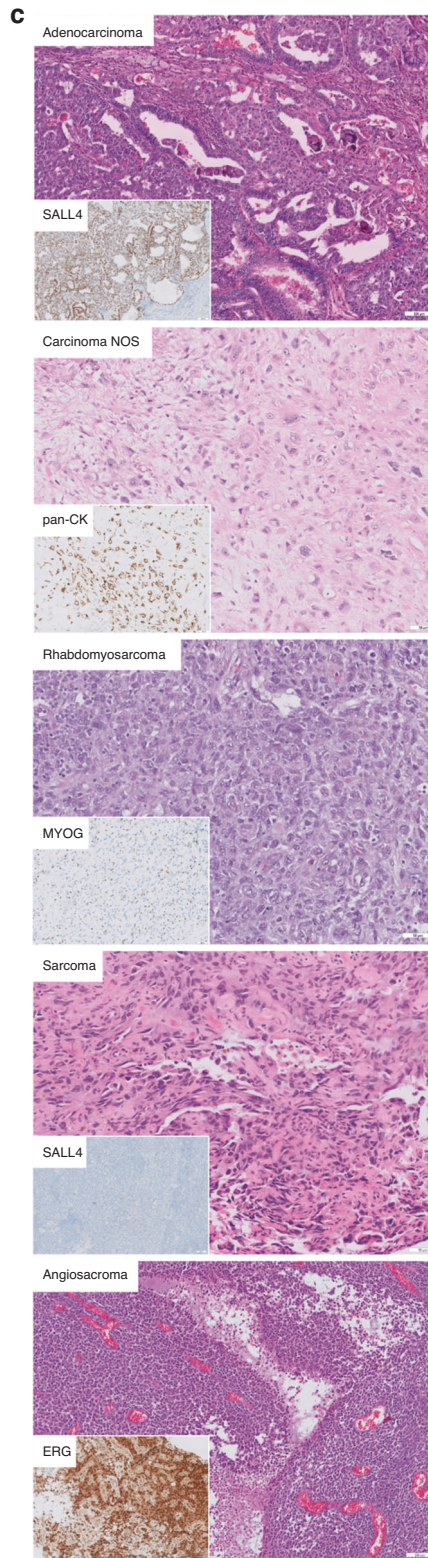 c
Adenocarcinoma
SALL4
Carcinoma NOS
pan-CK
Rhabdomyosarcoma
MYOG
Sarcoma
SALL4
Angiosacroma
ERG